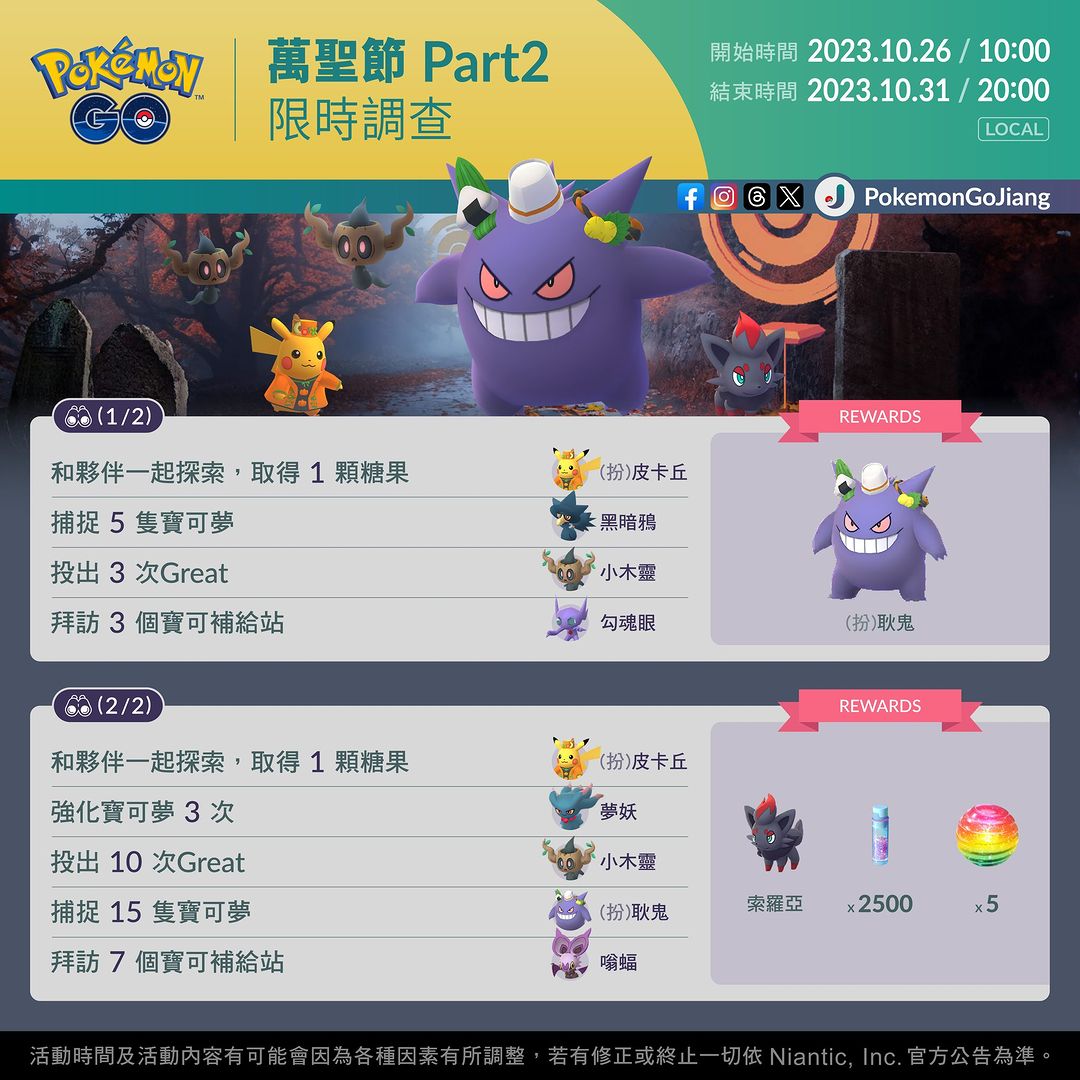 POKÉMON GO™
萬聖節 Part2
限時調查
開始時間 2023.10.26 / 10:00
結束時間 2023.10.31 / 20:00
LOCAL
PokemonGoJiang
(1/2)
REWARDS
和夥伴一起探索，取得 1 顆糖果 (扮)皮卡丘
捕捉 5 隻寶可夢 黑暗鴉
投出 3 次Great 小木靈
拜訪 3 個寶可補給站 勾魂眼
(扮)耿鬼
(2/2)
REWARDS
和夥伴一起探索，取得 1 顆糖果 (扮)皮卡丘
強化寶可夢 3 次 夢妖
投出 10 次Great 小木靈
捕捉 15 隻寶可夢 (扮)耿鬼
拜訪 7 個寶可補給站 嗡蝠
索羅亞 x2500 x5
活動時間及活動內容有可能會因為各種因素有所調整，若有修正或終止一切依 Niantic, Inc. 官方公告為準。